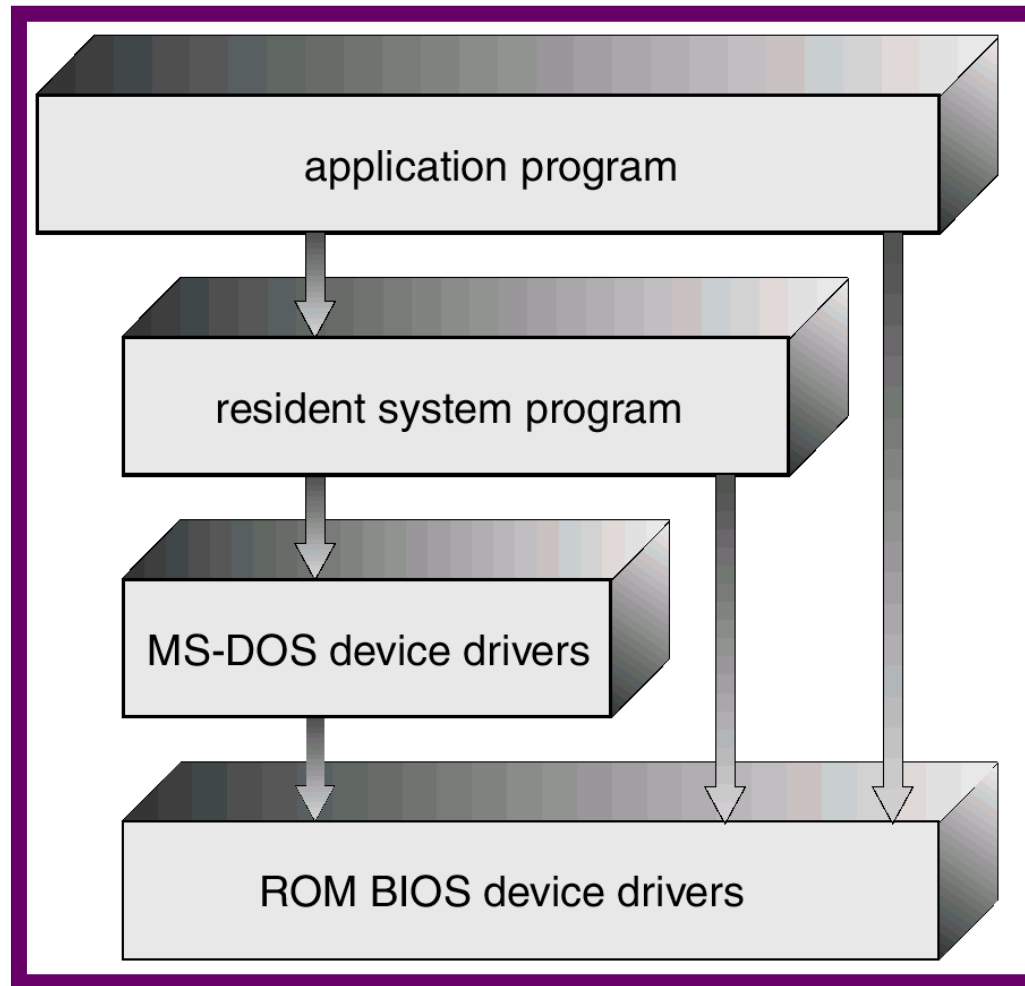 application program
resident system program
MS-DOS device drivers
ROM BIOS device drivers